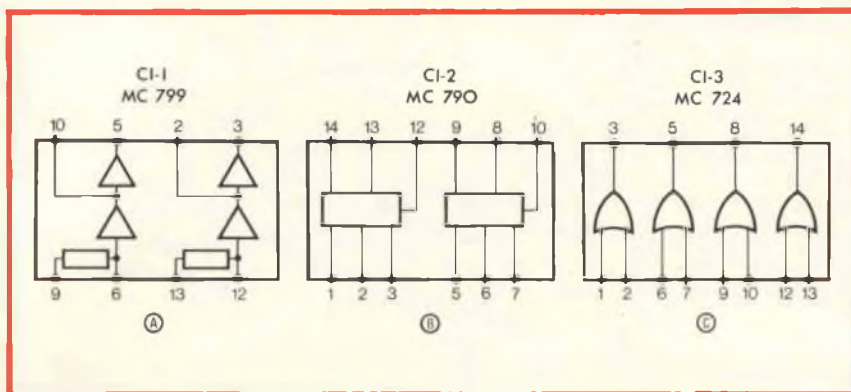 CI-1
MC 799
CI-2
MC 790
CI-3
MC 724
10 5 2 3
14 13 12 9 8 10
3 5 8 14
9 6 13 12
1 2 3 5 6 7
1 2 6 7 9 10 12 13
A
B
C